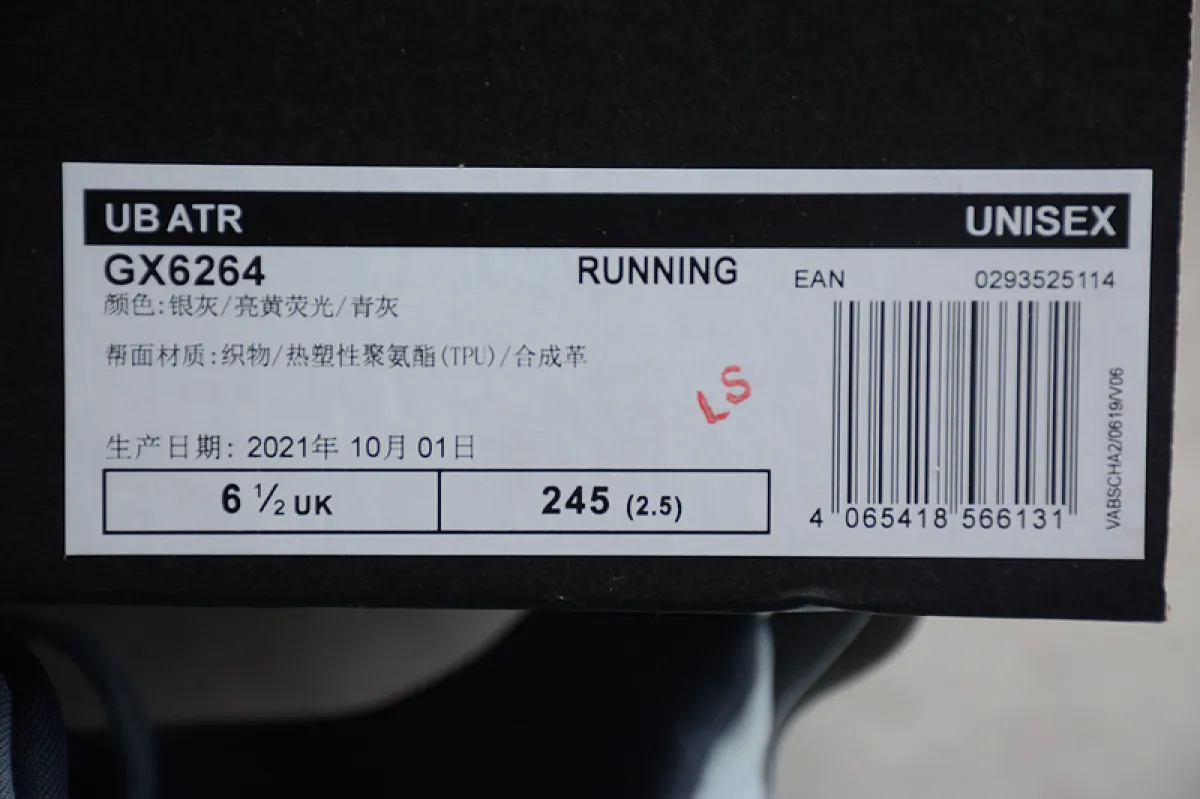 UB ATR UNISEX
GX6264 RUNNING EAN 0293525114
颜色:银灰/亮黄荧光/青灰
帮面材质:织物/热塑性聚氨酯(TPU)/合成革
LS
生产日期: 2021年 10月 01日
6 ½ UK 245 (2.5)
4 065418 566131
VABSCHA2/0619/V06